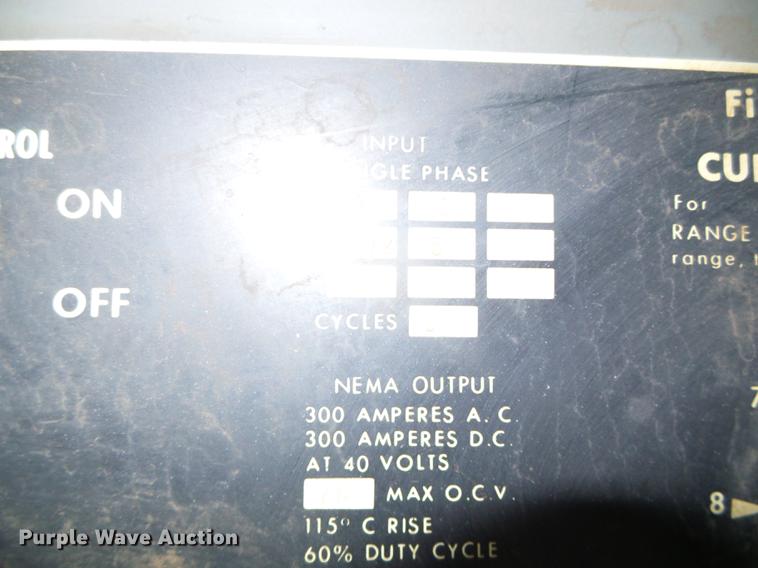 ROL
ON
OFF
INPUT
GLE PHASE
CYCLES
NEMA OUTPUT
300 AMPERES A.C.
300 AMPERES D.C.
AT 40 VOLTS
MAX O.C.V.
115° C RISE
60% DUTY CYCLE
Fi
CU
For
RANGE
range, t
7
8
Purple Wave Auction